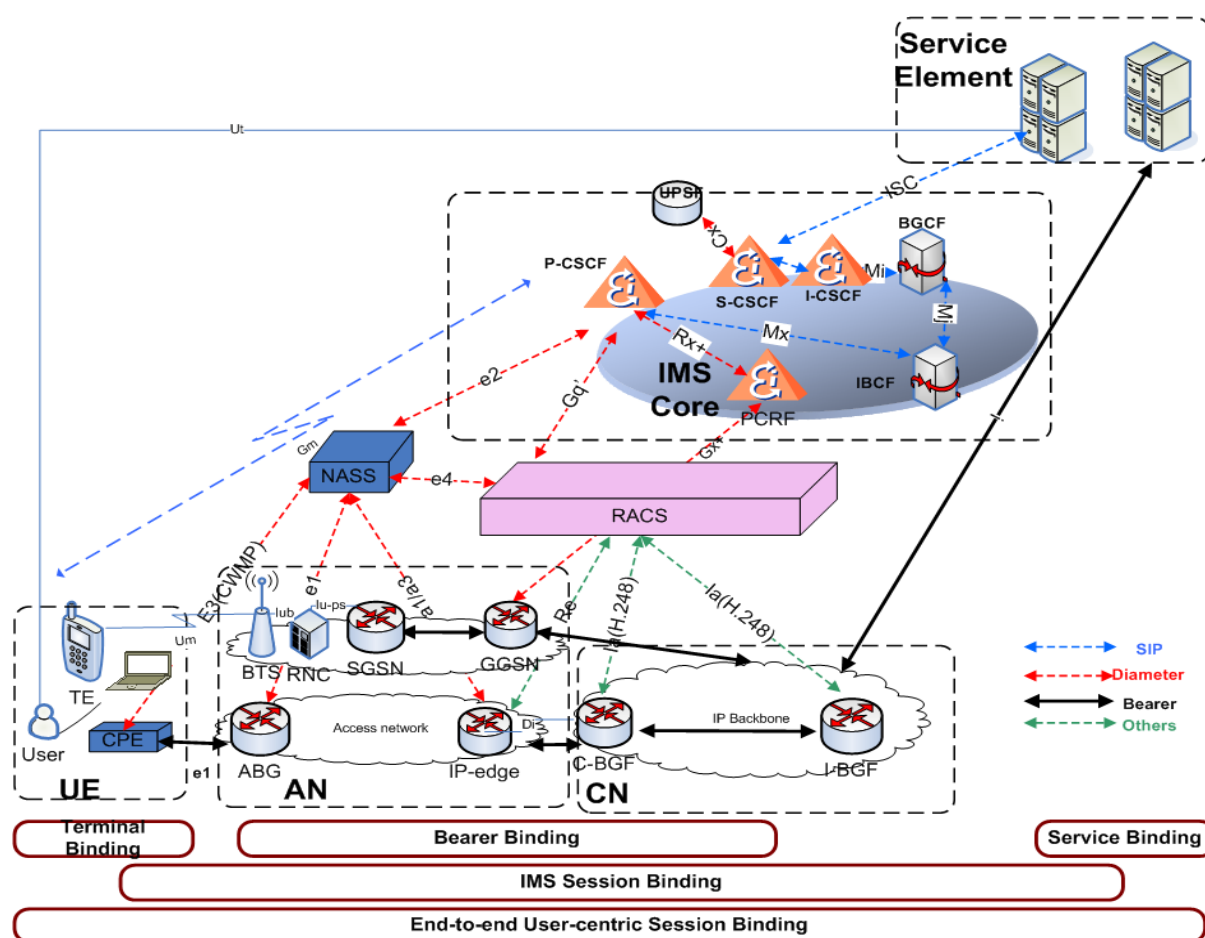 Service
Element
Ut
ISC
UPSF
Cx
BGCF
P-CSCF
S-CSCF
I-CSCF
Mi
Mj
Mx
Rx+
e2
IMS
Core
IBCF
Gq'
PCRF
Gm
Gx+
NASS
e4
RACS
E3(CWMP)
e1
a1/a3
Re
Ia(H.248)
Ia(H.248)
Iub
Iu-ps
Um
BTS
RNC
SGSN
GGSN
TE
SIP
Diameter
Bearer
Others
Access network
Di
IP Backbone
User
CPE
e1
ABG
IP-edge
C-BGF
I-BGF
UE
AN
CN
Terminal
Binding
Bearer Binding
Service Binding
IMS Session Binding
End-to-end User-centric Session Binding